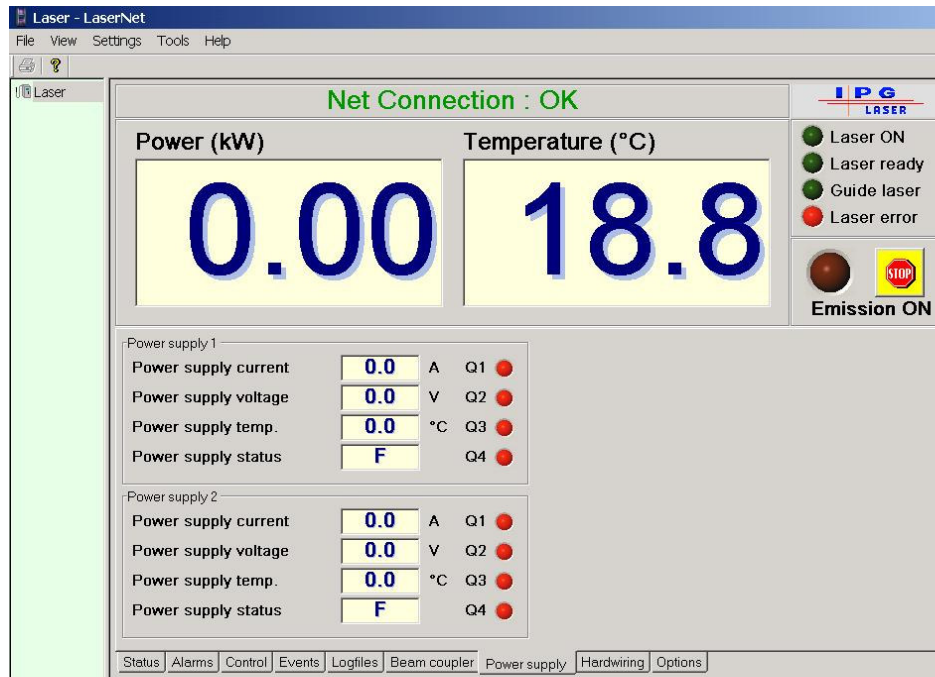 Laser - LaserNet
File View Settings Tools Help
Laser
Net Connection : OK
IPG
LASER
Power (kW)
Temperature (°C)
0.00
18.8
Laser ON
Laser ready
Guide laser
Laser error
STOP
Emission ON
Power supply 1
Power supply current 0.0 A Q1
Power supply voltage 0.0 V Q2
Power supply temp. 0.0 °C Q3
Power supply status F Q4
Power supply 2
Power supply current 0.0 A Q1
Power supply voltage 0.0 V Q2
Power supply temp. 0.0 °C Q3
Power supply status F Q4
Status Alarms Control Events Logfiles Beam coupler Power supply Hardwiring Options